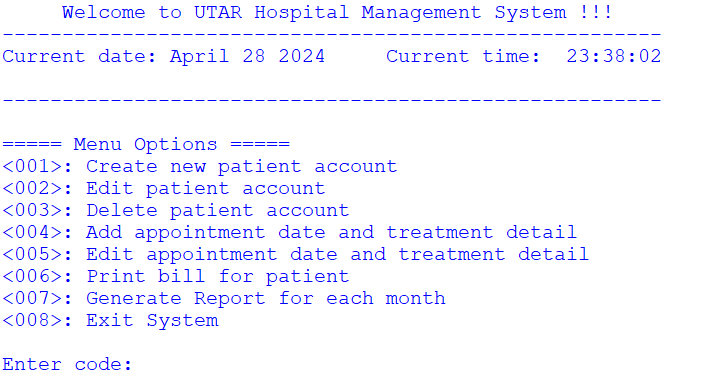 Welcome to UTAR Hospital Management System !!!
-------------------------------------------------------
Current date: April 28 2024     Current time:  23:38:02
-------------------------------------------------------
===== Menu Options =====
<001>: Create new patient account
<002>: Edit patient account
<003>: Delete patient account
<004>: Add appointment date and treatment detail
<005>: Edit appointment date and treatment detail
<006>: Print bill for patient
<007>: Generate Report for each month
<008>: Exit System
Enter code: